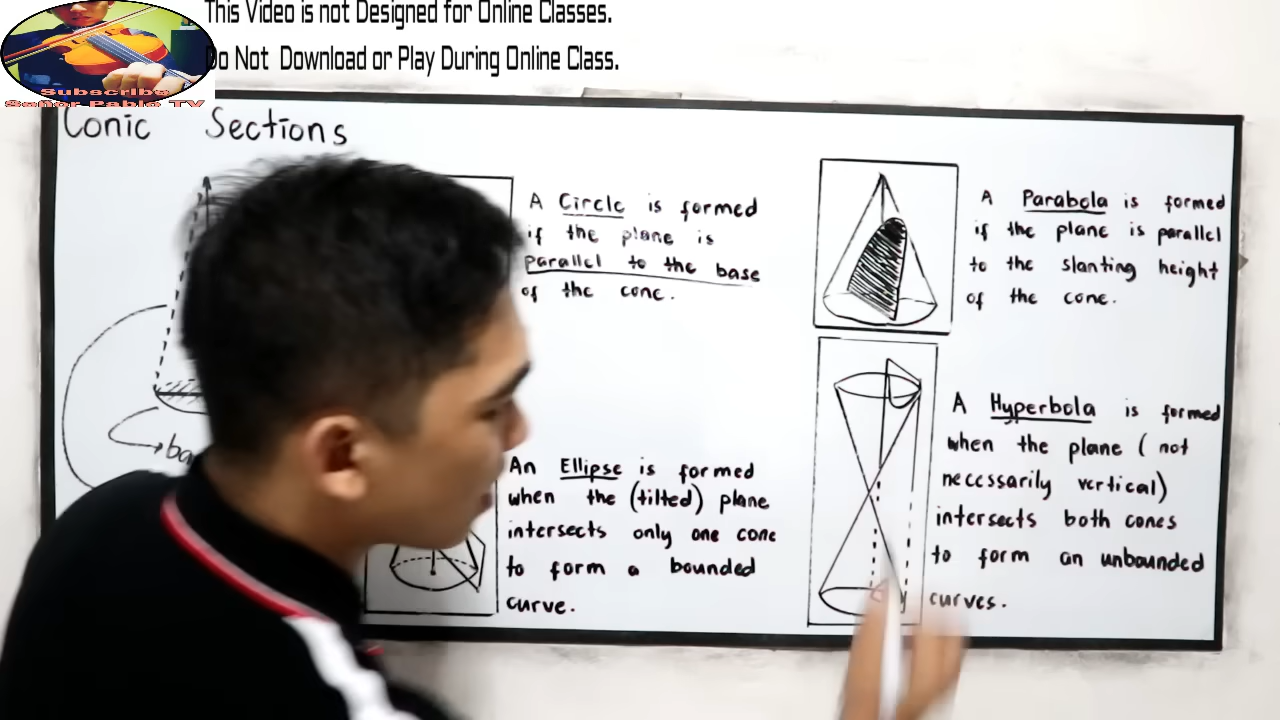 This Video is not Designed for Online Classes.
Do Not Download or Play During Online Class.
Subscribe
Señor Pablo TV
Conic Sections
A Circle is formed
if the plane is
parallel to the base
of the cone.
An Ellipse is formed
when the (tilted) plane
intersects only one cone
to form a bounded
curve.
A Parabola is formed
if the plane is parallel
to the slanting height
of the cone.
A Hyperbola is formed
when the plane ( not
necessarily vertical)
intersects both cones
to form an unbounded
curves.